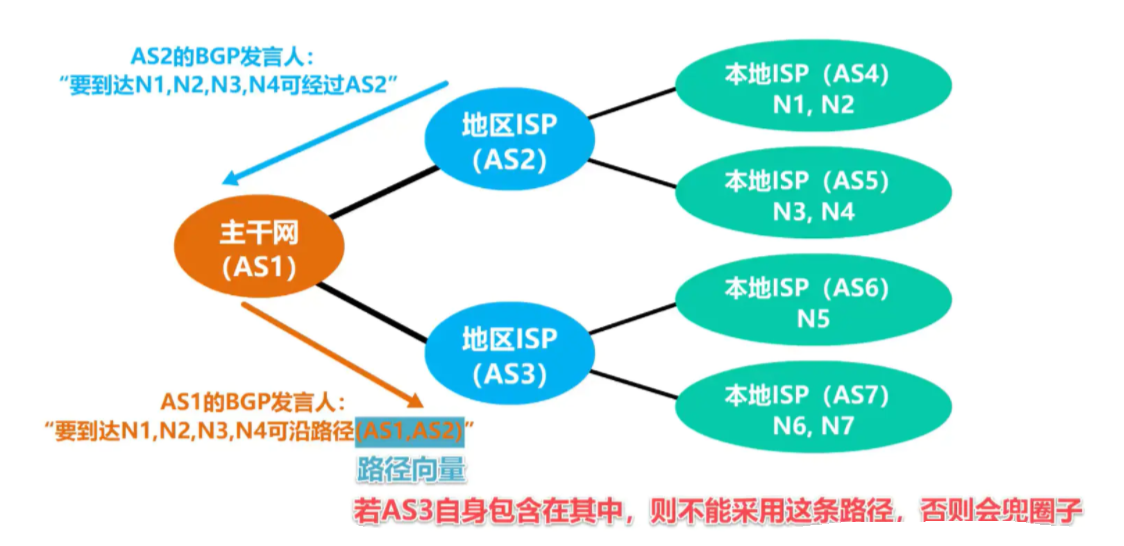 AS2的BGP发言人：
“要到达N1,N2,N3,N4可经过AS2”
地区ISP
（AS2）
本地ISP（AS4）
N1, N2
本地ISP（AS5）
N3, N4
主干网
（AS1）
本地ISP（AS6）
N5
地区ISP
（AS3）
本地ISP（AS7）
N6, N7
AS1的BGP发言人：
“要到达N1,N2,N3,N4可沿路径(AS1,AS2)”
路径向量
若AS3自身包含在其中，则不能采用这条路径，否则会兜圈子